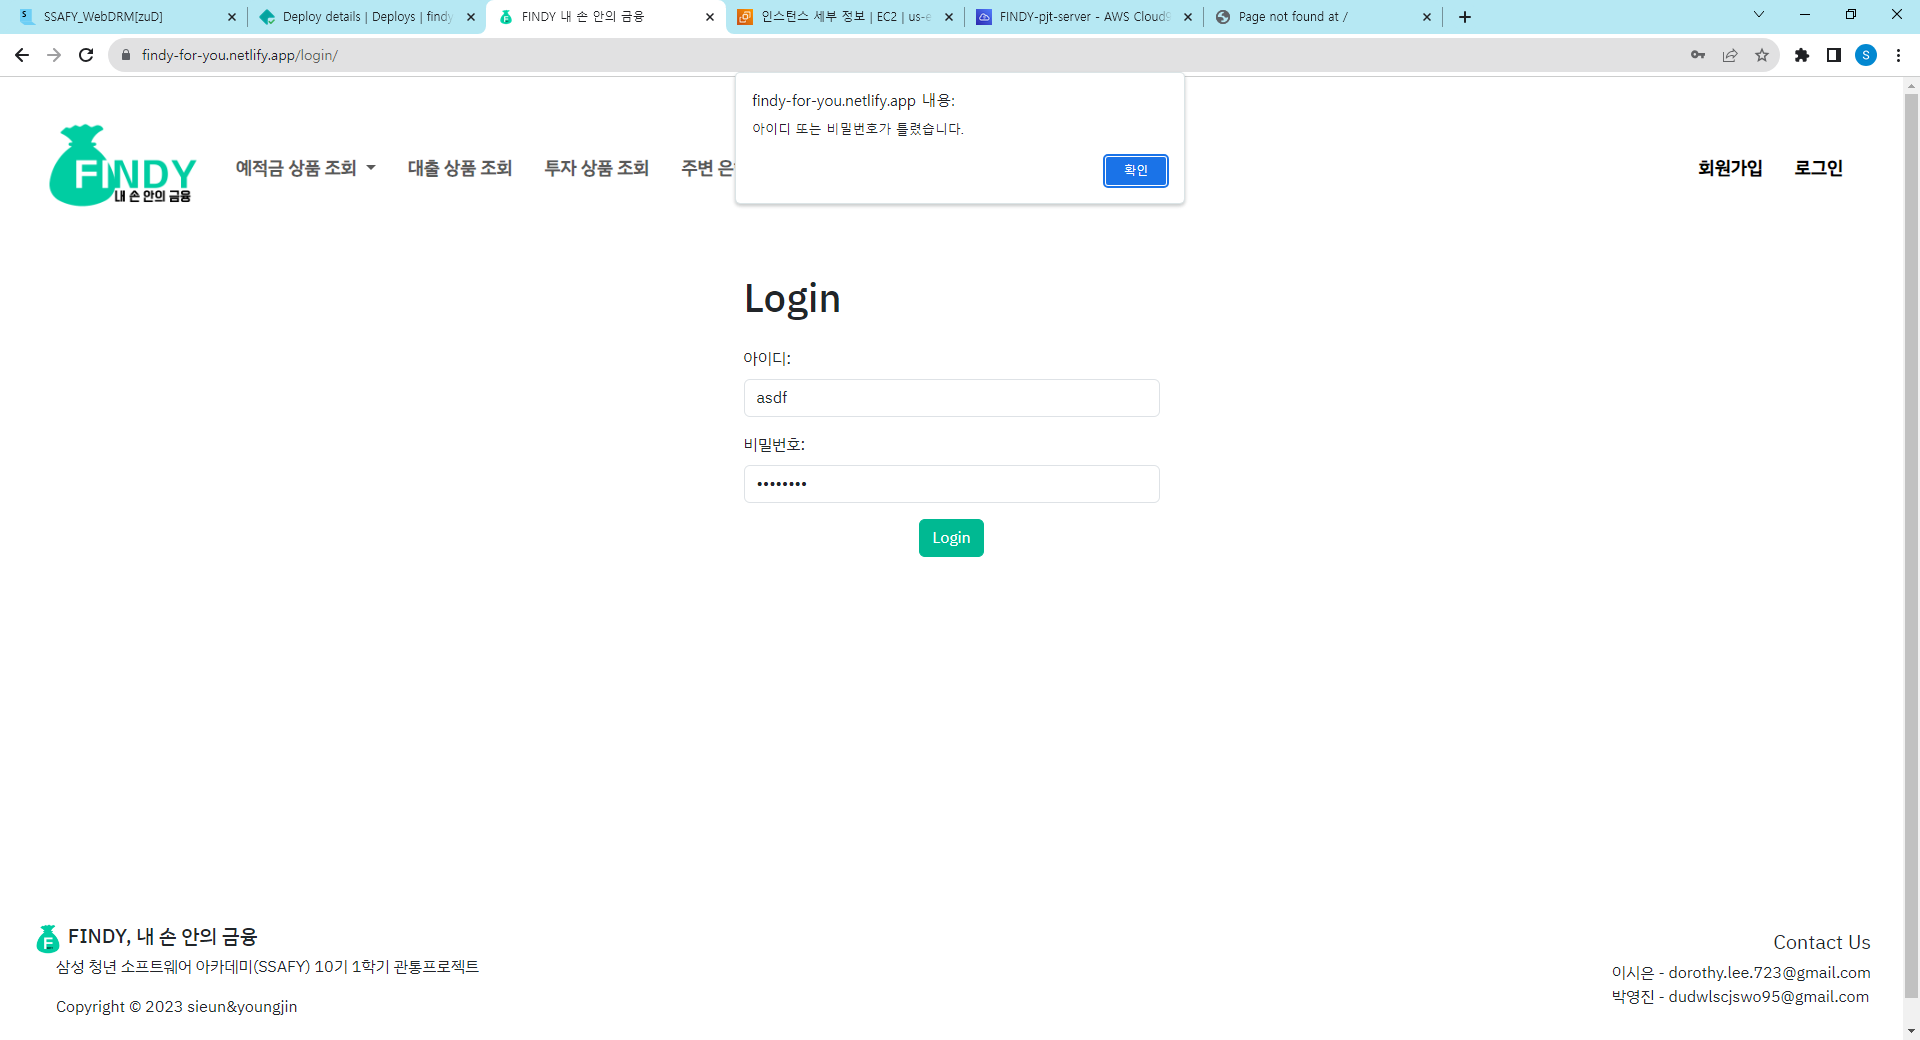 SSAFY_WebDRM[zuD]
Deploy details | Deploys | findy
FINDY 내 손 안의 금융
인스턴스 세부 정보 | EC2 | us-e
FINDY-pjt-server - AWS Cloud9
Page not found at /
findy-for-you.netlify.app/login/
S
findy-for-you.netlify.app 내용:
아이디 또는 비밀번호가 틀렸습니다.
확인
FINDY
내 손 안의 금융
예적금 상품 조회
대출 상품 조회
투자 상품 조회
주변 은
회원가입
로그인
Login
아이디:
asdf
비밀번호:
••••••••
Login
FINDY, 내 손 안의 금융
삼성 청년 소프트웨어 아카데미(SSAFY) 10기 1학기 관통프로젝트
Copyright © 2023 sieun&youngjin
Contact Us
이시은 - dorothy.lee.723@gmail.com
박영진 - dudwlscjswo95@gmail.com